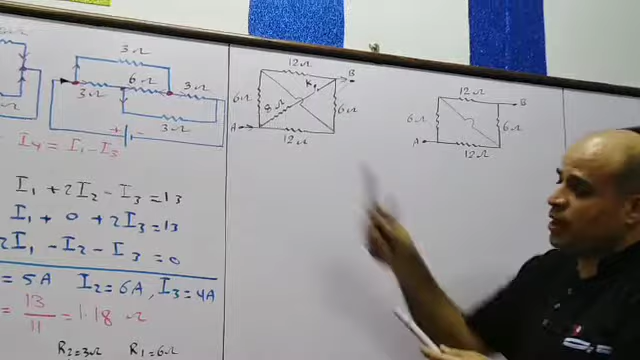 3Ω
6Ω
3Ω
3Ω
3Ω
+ -
I4 = I1 - I3
I1 + 2I2 - I3 = 13
I1 + 0 + 2I3 = 13
2I1 - I2 - I3 = 0
= 5A I2 = 6A, I3 = 4A
= 13/11 = 1.18 Ω
R2 = 3Ω R1 = 6Ω
12Ω
B
K
6Ω
8Ω
6Ω
A
12Ω
12Ω
B
6Ω
6Ω
A
12Ω